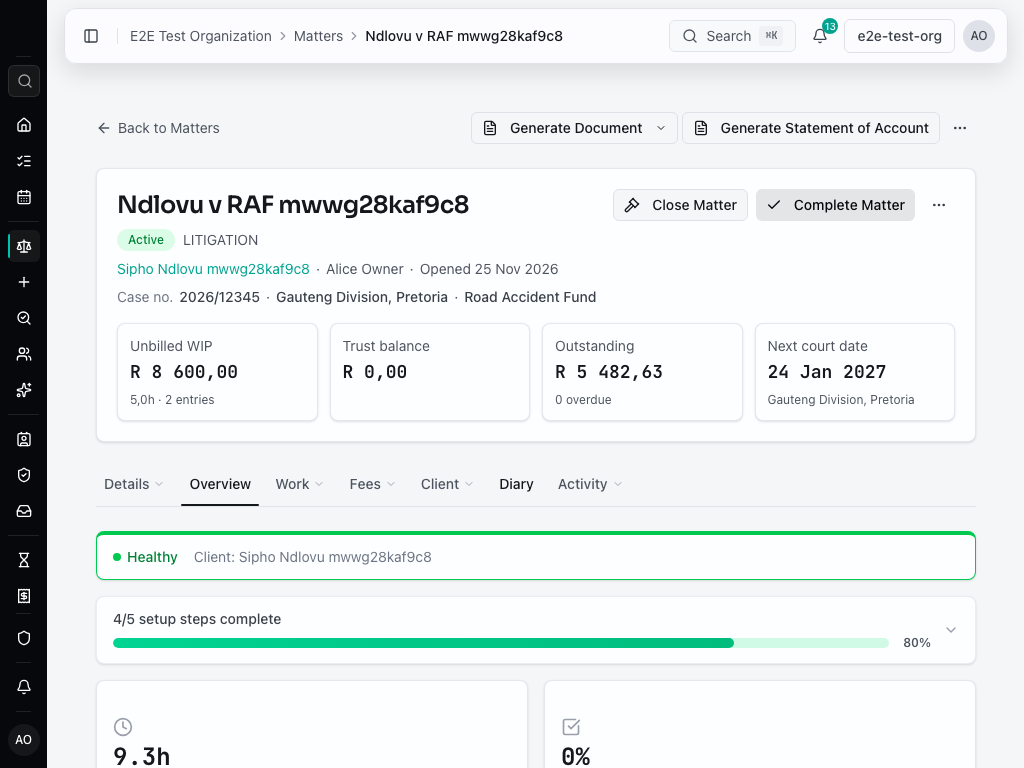 E2E Test Organization > Matters > Ndlovu v RAF mwwg28kaf9c8
Search ⌘K
13
e2e-test-org
AO
Back to Matters
Generate Document
Generate Statement of Account
Ndlovu v RAF mwwg28kaf9c8
Close Matter
Complete Matter
Active LITIGATION
Sipho Ndlovu mwwg28kaf9c8 · Alice Owner · Opened 25 Nov 2026
Case no. 2026/12345 · Gauteng Division, Pretoria · Road Accident Fund
Unbilled WIP
R 8 600,00
5,0h · 2 entries
Trust balance
R 0,00
Outstanding
R 5 482,63
0 overdue
Next court date
24 Jan 2027
Gauteng Division, Pretoria
Details Overview Work Fees Client Diary Activity
Healthy Client: Sipho Ndlovu mwwg28kaf9c8
4/5 setup steps complete
80%
9.3h
0%
AO